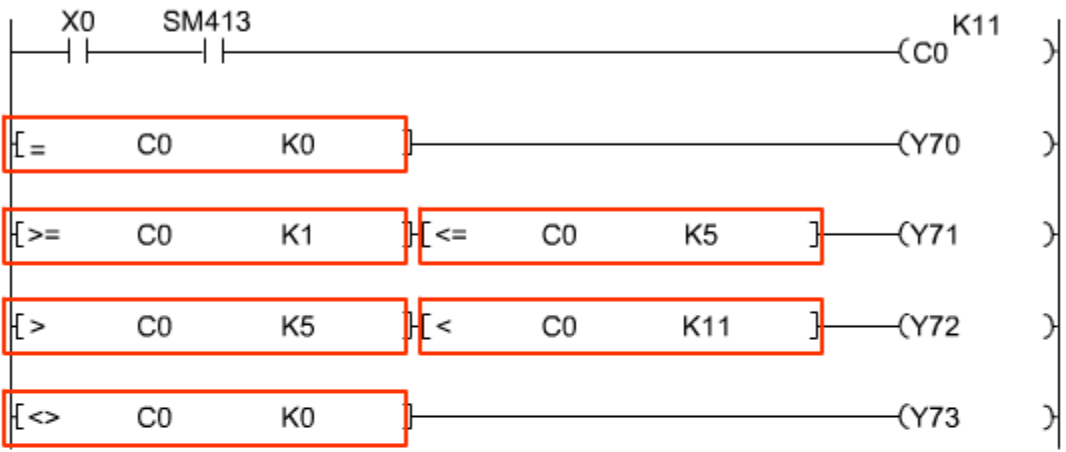 X0 SM413 K11
(C0 )
[= C0 K0 ] (Y70 )
[>= C0 K1 ] [<= C0 K5 ] (Y71 )
[> C0 K5 ] [< C0 K11 ] (Y72 )
[<> C0 K0 ] (Y73 )